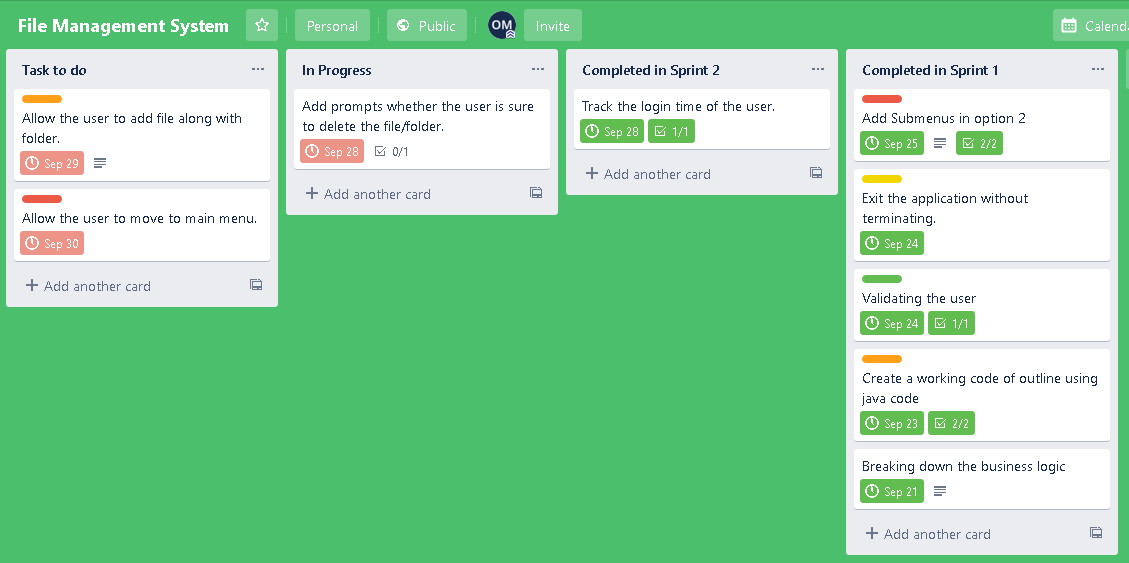 File Management System
Personal
Public
OM
Invite
Calenda
Task to do
Allow the user to add file along with
folder.
Sep 29
Allow the user to move to main menu.
Sep 30
+ Add another card
In Progress
Add prompts whether the user is sure
to delete the file/folder.
Sep 28 0/1
+ Add another card
Completed in Sprint 2
Track the login time of the user.
Sep 28 1/1
+ Add another card
Completed in Sprint 1
Add Submenus in option 2
Sep 25 2/2
Exit the application without
terminating.
Sep 24
Validating the user
Sep 24 1/1
Create a working code of outline using
java code
Sep 23 2/2
Breaking down the business logic
Sep 21
+ Add another card